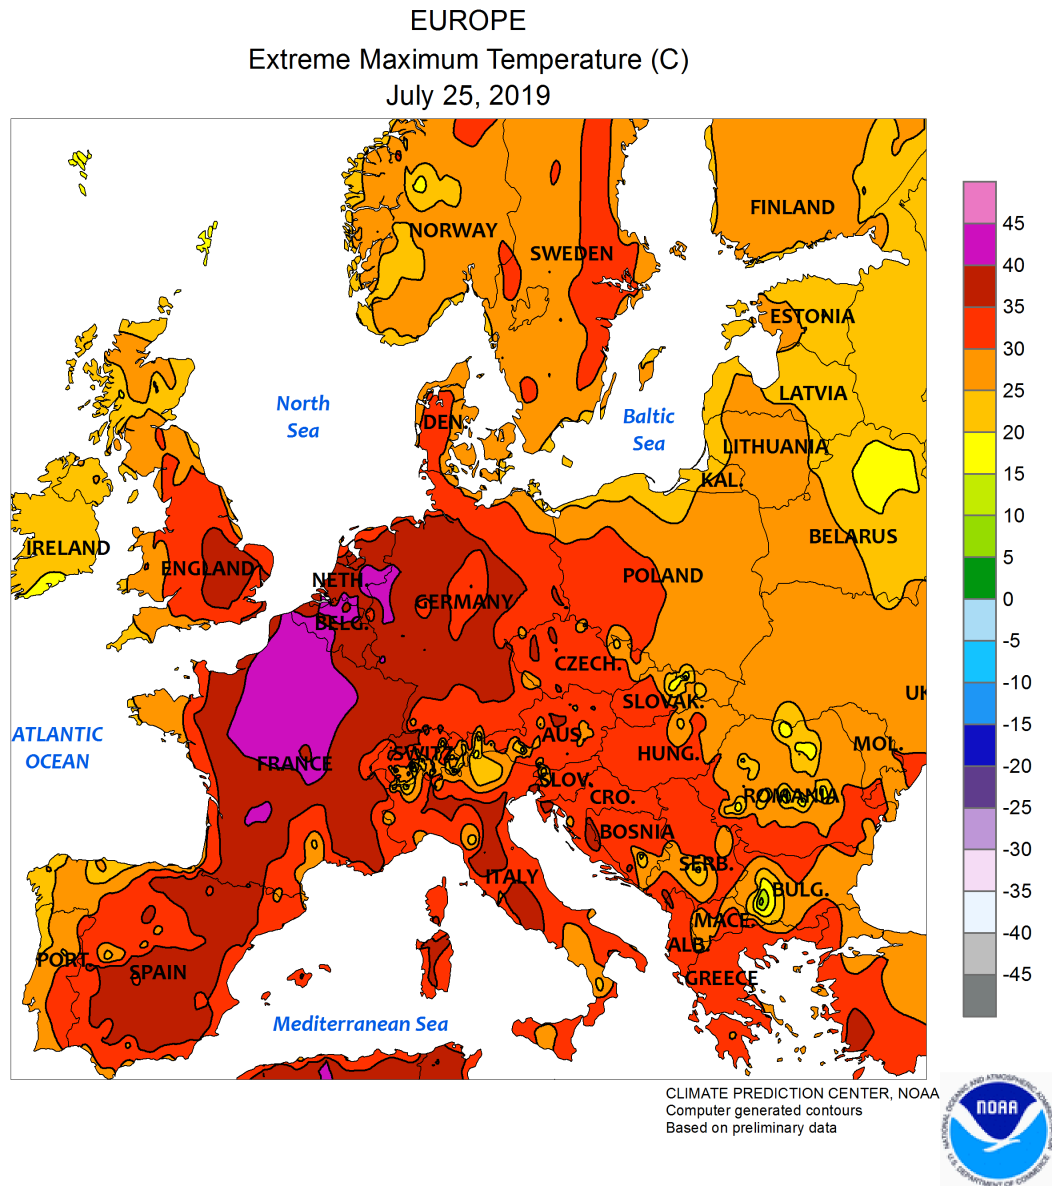 EUROPE
Extreme Maximum Temperature (C)
July 25, 2019
FINLAND
NORWAY
SWEDEN
ESTONIA
LATVIA
North
Sea
DEN.
Baltic
Sea
LITHUANIA
KAL.
BELARUS
IRELAND
ENGLAND
NETH.
GERMANY
POLAND
BELG.
CZECH.
SLOVAK.
UK
ATLANTIC
OCEAN
FRANCE
SWITZ.
AUS.
HUNG.
MOL.
SLOV.
CRO.
ROMANIA
BOSNIA
SERB.
ITALY
BULG.
MACE.
ALB.
PORT.
SPAIN
GREECE
Mediterranean Sea
45
40
35
30
25
20
15
10
5
0
-5
-10
-15
-20
-25
-30
-35
-40
-45
CLIMATE PREDICTION CENTER, NOAA
Computer generated contours
Based on preliminary data
NOAA